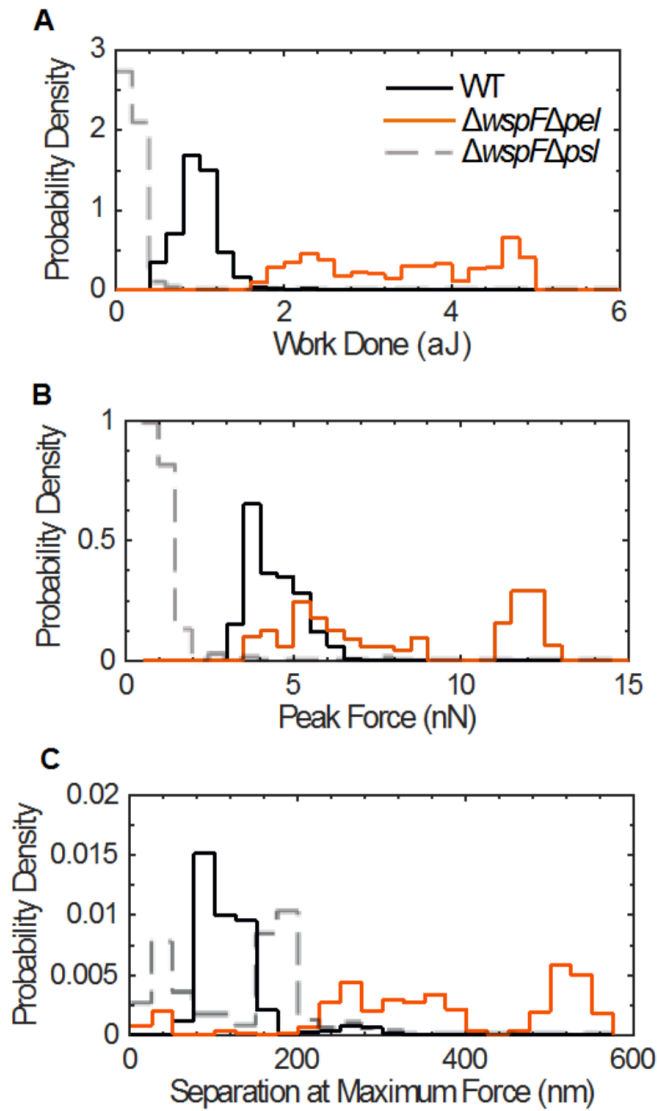 A
3
2
1
0
Probability Density
WT
ΔwspFΔpel
ΔwspFΔpsl
0 2 4 6
Work Done (aJ)
B
1
0.5
0
Probability Density
0 5 10 15
Peak Force (nN)
C
0.02
0.015
0.01
0.005
0
Probability Density
0 200 400 600
Separation at Maximum Force (nm)